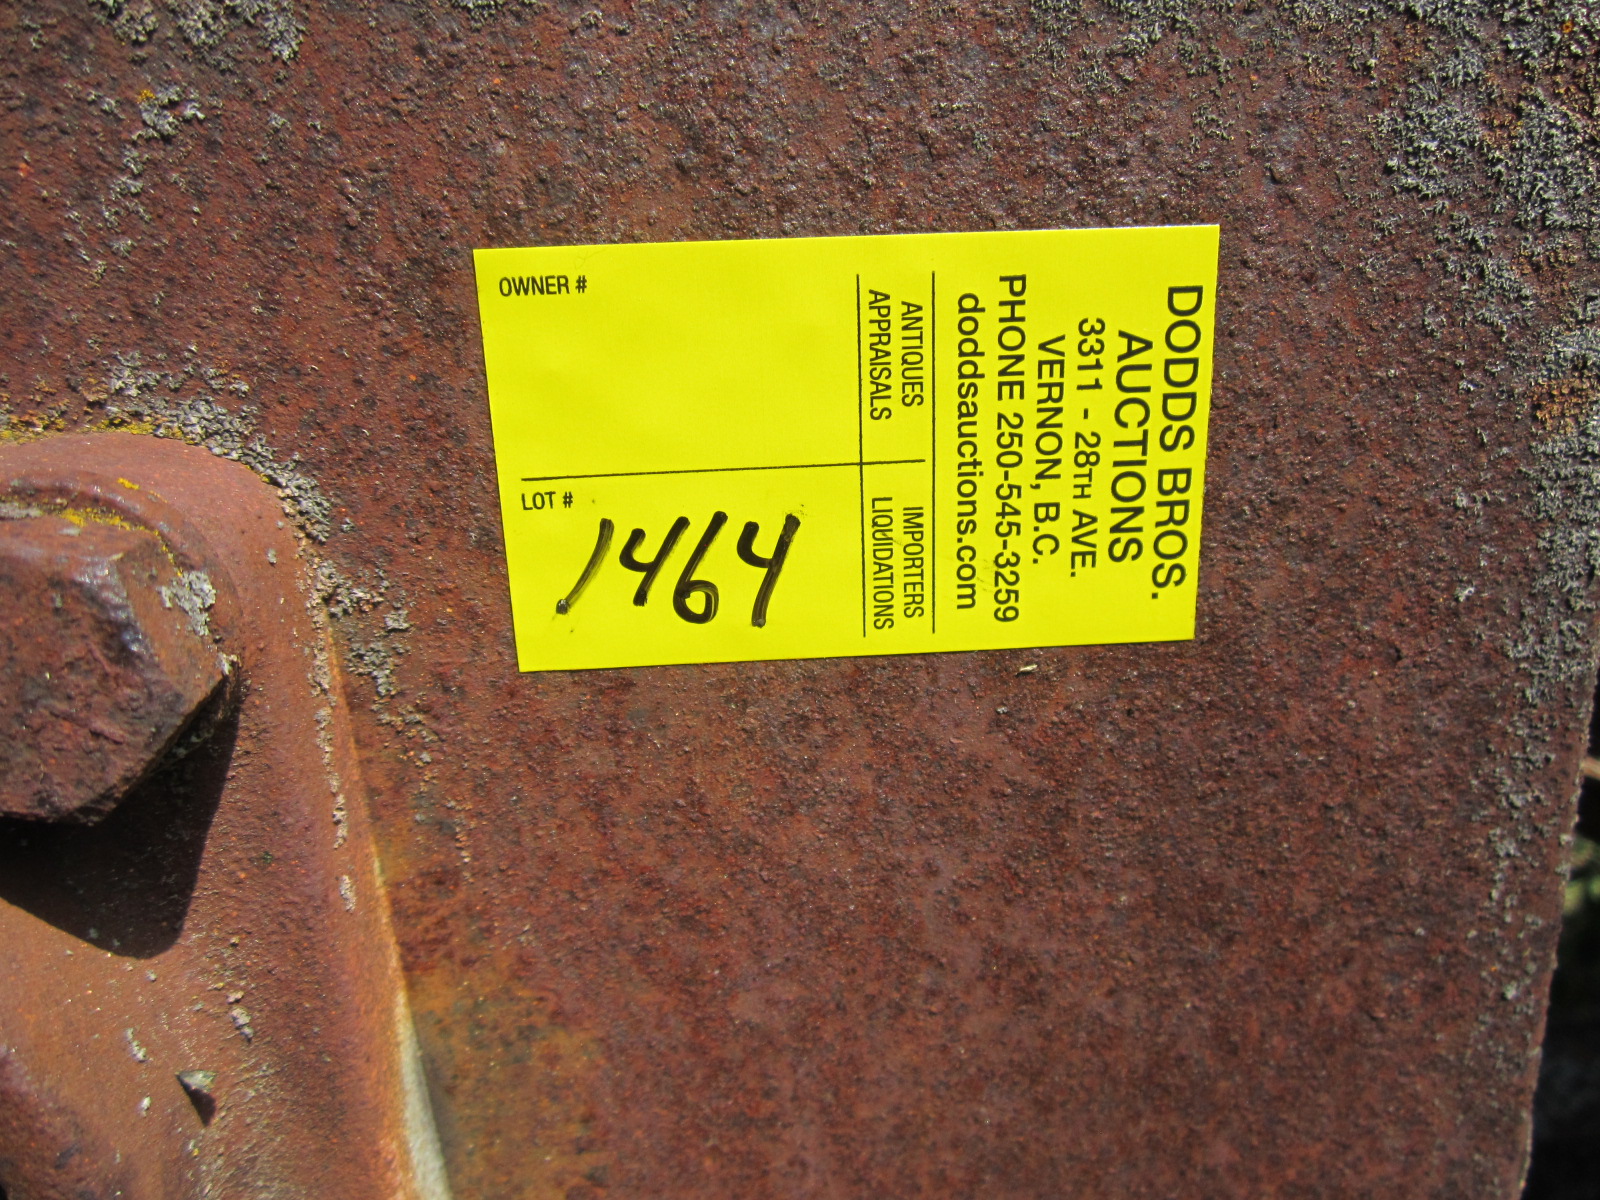 DODDS BROS.
AUCTIONS
3311 - 28TH AVE.
VERNON, B.C.
PHONE 250-545-3259
doddsauctions.com
ANTIQUES IMPORTERS
APPRAISALS LIQUIDATIONS
OWNER #
LOT #
1464